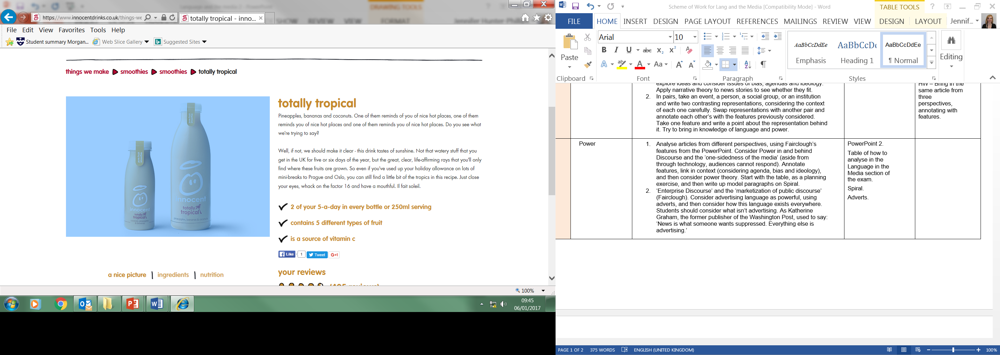 https://www.innocentdrinks.co.uk/things-we
totally tropical - inno...
File Edit View Favorites Tools Help
Student summary Morgan... Web Slice Gallery Suggested Sites
things we make smoothies smoothies totally tropical
totally tropical
Pineapples, bananas and coconuts. One of them reminds of you of nice hot places, one of them
reminds you of nice hot places and one of them reminds you of nice hot places. Do you see what
we're trying to say?
Well, if not, we should make it clear - this drink tastes of sunshine. Not that watery stuff that you
get in the UK for five or six days of the year, but the great, clear, life-affirming rays that you'll only
find where these fruits are grown. So even if you've used up your holiday allowance on lots of
mini-breaks to Prague and Oslo, you can still find a little bit of the tropics in this recipe. Just close
your eyes, whack on the factor 16 and have a mouthful. Il fait soleil.
2 of your 5-a-day in every bottle or 250ml serving
contains 5 different types of fruit
is a source of vitamin c
Like 1 Tweet G+1
your reviews
innocent
totally
tropical
pineapples, bananas & coconuts
innocent
totally
tropical
coconuts, pineapples
& bananas
a nice picture | ingredients | nutrition
100%
09:45
06/01/2017
Scheme of Work for Lang and the Media [Compatibility Mode] - Word
TABLE TOOLS
FILE HOME INSERT DESIGN PAGE LAYOUT REFERENCES MAILINGS REVIEW VIEW DESIGN LAYOUT Jennif...
Arial 10
Paste
AaBbCcDdEe AaBbCcDc AaBbCcDdEe
Emphasis Heading 1 ¶ Normal
Editing
Clipboard Font Paragraph Styles
explore ideas and consider issues of bias, agendas and ideology.
Apply narrative theory to news stories to see whether they fit.
2. In pairs, take an event, a person, a social group, or an institution
and write two contrasting representations, considering the context
of each one carefully. Swap representations with another pair and
annotate each other's with the features previously considered.
Take one feature and write a point about the representation behind
it. Try to bring in knowledge of language and power.
HW – Bring in the
same article from
three
perspectives,
annotating with
features.
Power
1. Analyse articles from different perspectives, using Fairclough's
features from the PowerPoint. Consider Power in and behind
Discourse and the 'one-sidedness of the media' (aside from
through technology, audiences cannot respond). Annotate
features, link in context (considering agenda, bias and ideology),
and then consider power theory. Start with the table, as a planning
exercise, and then write up model paragraphs on Spiral.
2. 'Enterprise Discourse' and the 'marketization of public discourse'
(Fairclough). Consider advertising language as powerful, using
adverts, and then consider how this language exists everywhere.
Students should consider what isn't advertising. As Katherine
Graham, the former publisher of the Washington Post, used to say:
'News is what someone wants suppressed. Everything else is
advertising.'
PowerPoint 2.
Table of how to
analyse in the
Language in the
Media section of
the exam.
Spiral.
Adverts.
PAGE 1 OF 2 375 WORDS ENGLISH (UNITED KINGDOM) 100%